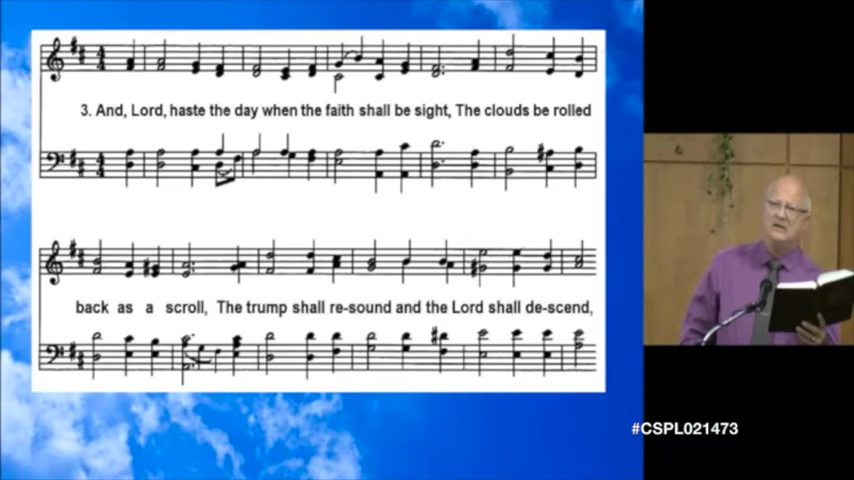 3. And, Lord, haste the day when the faith shall be sight, The clouds be rolled
back as a scroll, The trump shall re-sound and the Lord shall de-scend,
#CSPL021473